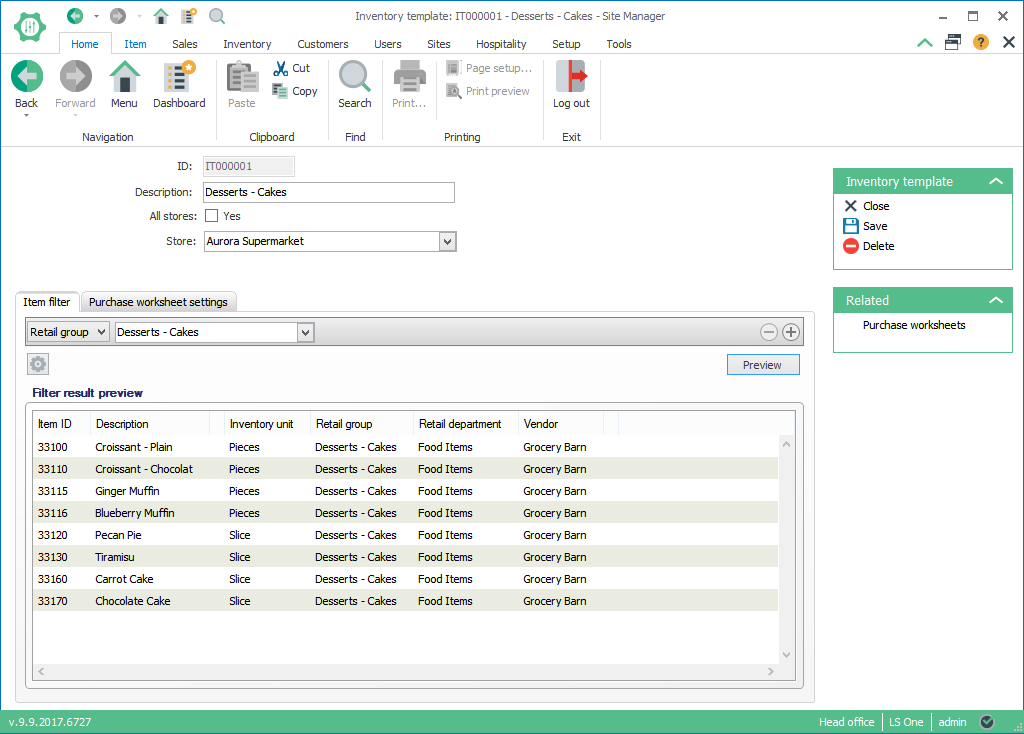 Inventory template: IT000001 - Desserts - Cakes - Site Manager
Home Item Sales Inventory Customers Users Sites Hospitality Setup Tools
Back Forward Menu Dashboard Paste Cut Copy Search Print... Page setup... Print preview Log out
Navigation Clipboard Find Printing Exit
ID: IT000001
Description: Desserts - Cakes
All stores: Yes
Store: Aurora Supermarket
Inventory template
Close
Save
Delete
Related
Purchase worksheets
Item filter Purchase worksheet settings
Retail group Desserts - Cakes
Preview
Filter result preview
Item ID Description Inventory unit Retail group Retail department Vendor
33100 Croissant - Plain Pieces Desserts - Cakes Food Items Grocery Barn
33110 Croissant - Chocolat Pieces Desserts - Cakes Food Items Grocery Barn
33115 Ginger Muffin Pieces Desserts - Cakes Food Items Grocery Barn
33116 Blueberry Muffin Pieces Desserts - Cakes Food Items Grocery Barn
33120 Pecan Pie Slice Desserts - Cakes Food Items Grocery Barn
33130 Tiramisu Slice Desserts - Cakes Food Items Grocery Barn
33160 Carrot Cake Slice Desserts - Cakes Food Items Grocery Barn
33170 Chocolate Cake Slice Desserts - Cakes Food Items Grocery Barn
v.9.9.2017.6727 Head office LS One admin